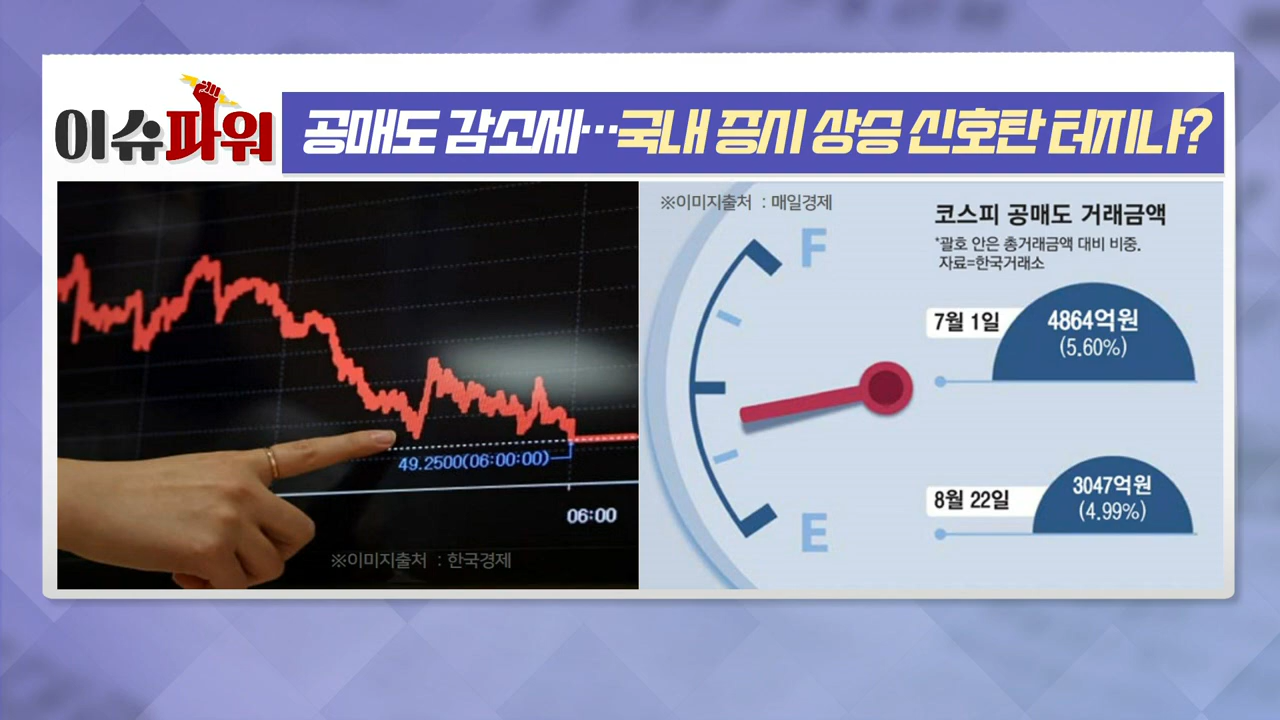 이슈파워
공매도 감소세…국내 증시 상승 신호탄 터지나?
49.2500(06:00:00)
06:00
※이미지출처 : 한국경제
※이미지출처 : 매일경제
F
E
코스피 공매도 거래금액
*괄호 안은 총거래금액 대비 비중.
자료=한국거래소
7월 1일
4864억원
(5.60%)
8월 22일
3047억원
(4.99%)